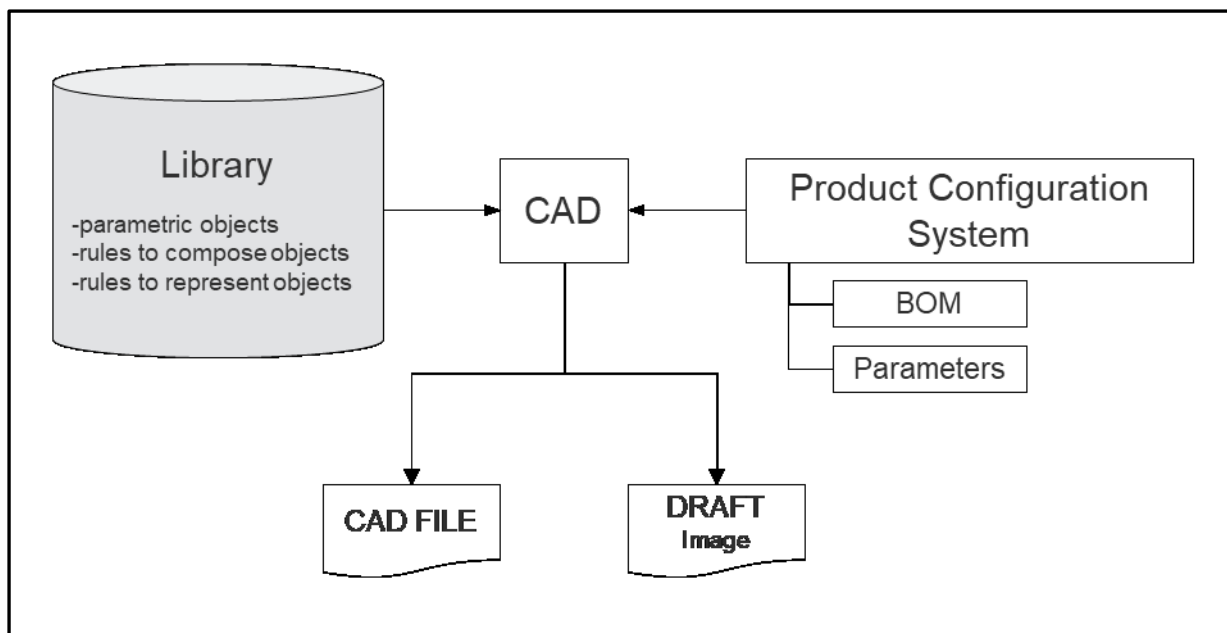 Library
-parametric objects
-rules to compose objects
-rules to represent objects
CAD
Product Configuration
System
BOM
Parameters
CAD FILE
DRAFT
Image